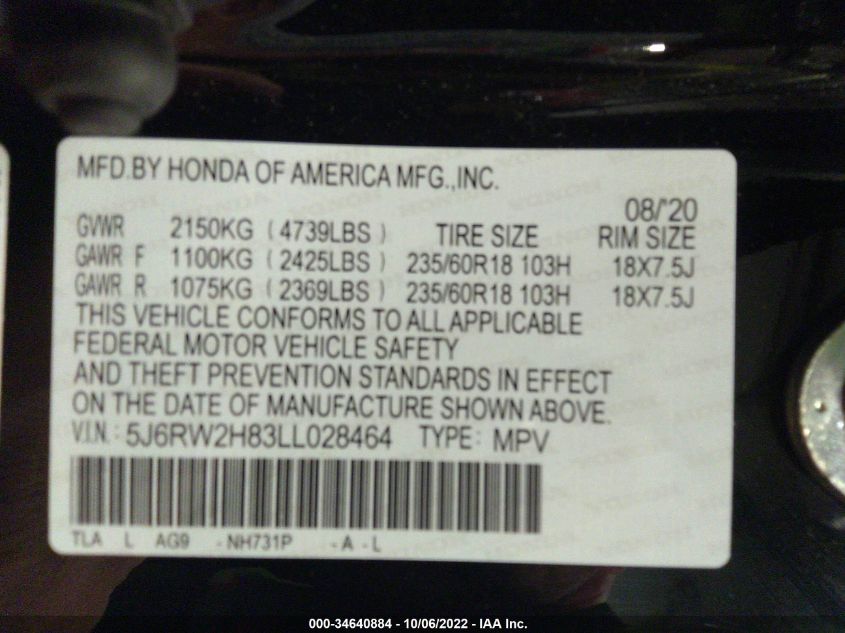 MFD.BY HONDA OF AMERICA MFG.,INC.
08/'20
GVWR 2150KG ( 4739LBS ) TIRE SIZE RIM SIZE
GAWR F 1100KG ( 2425LBS ) 235/60R18 103H 18X7.5J
GAWR R 1075KG ( 2369LBS ) 235/60R18 103H 18X7.5J
THIS VEHICLE CONFORMS TO ALL APPLICABLE
FEDERAL MOTOR VEHICLE SAFETY
AND THEFT PREVENTION STANDARDS IN EFFECT
ON THE DATE OF MANUFACTURE SHOWN ABOVE.
V.I.N.: 5J6RW2H83LL028464 TYPE: MPV
TLA L AG9 -NH731P -A -L
000-34640884 - 10/06/2022 - IAA Inc.